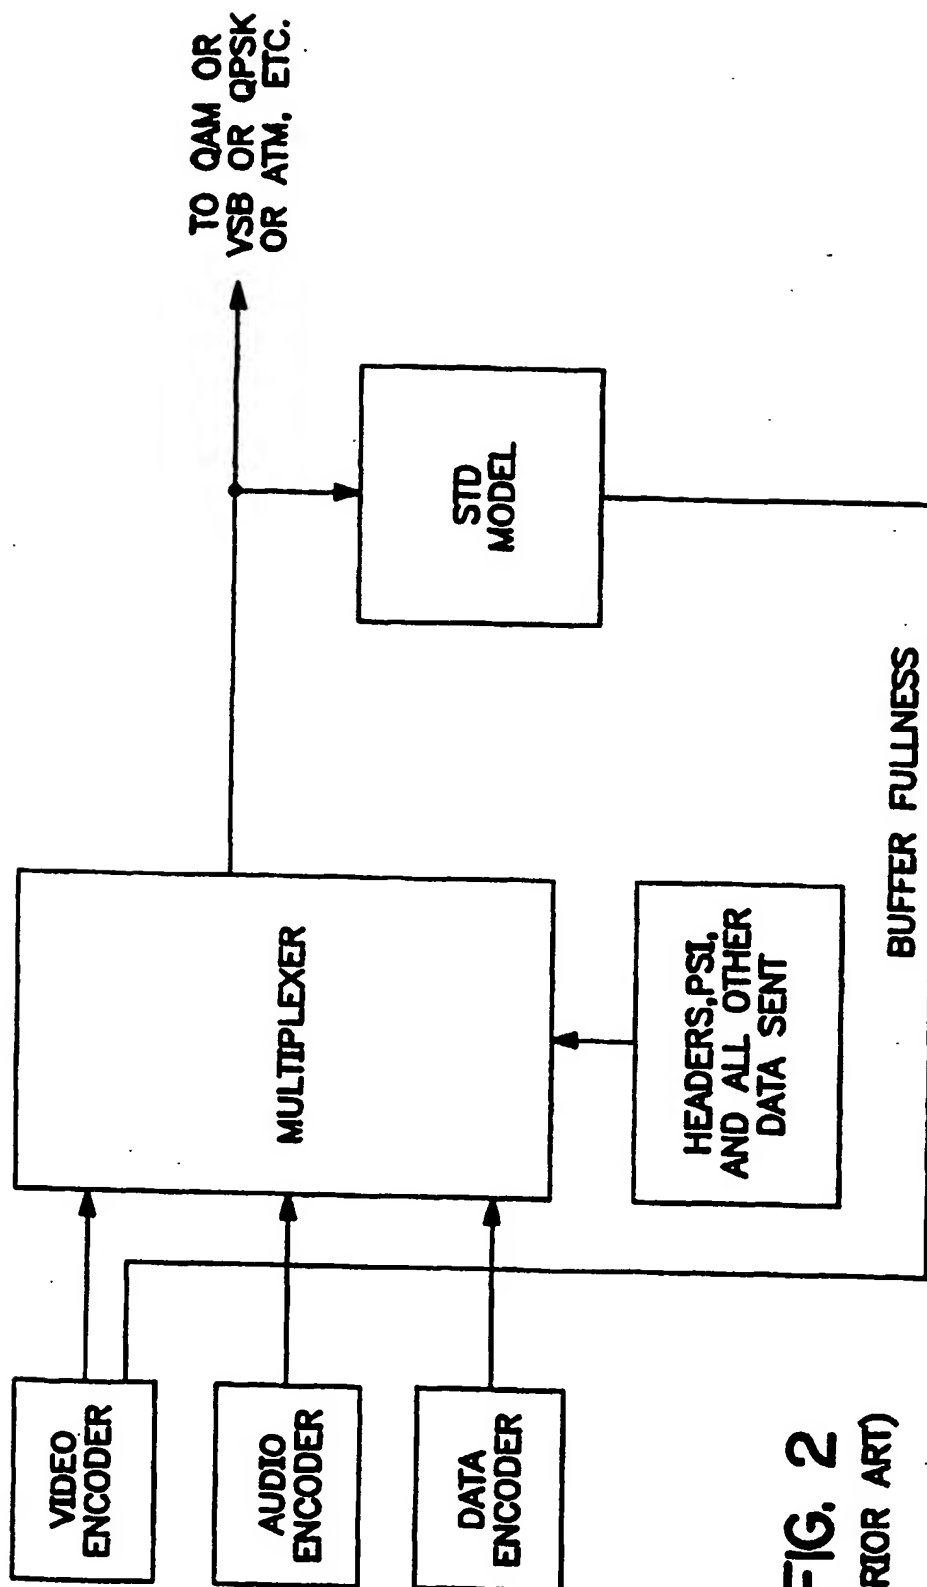 VIDEO
ENCODER
AUDIO
ENCODER
DATA
ENCODER
MULTIPLEXER
HEADERS,PSI,
AND ALL OTHER
DATA SENT
STD
MODEL
BUFFER FULLNESS
TO QAM OR
VSB OR QPSK
OR ATM, ETC.
FIG. 2
RIOR ART)